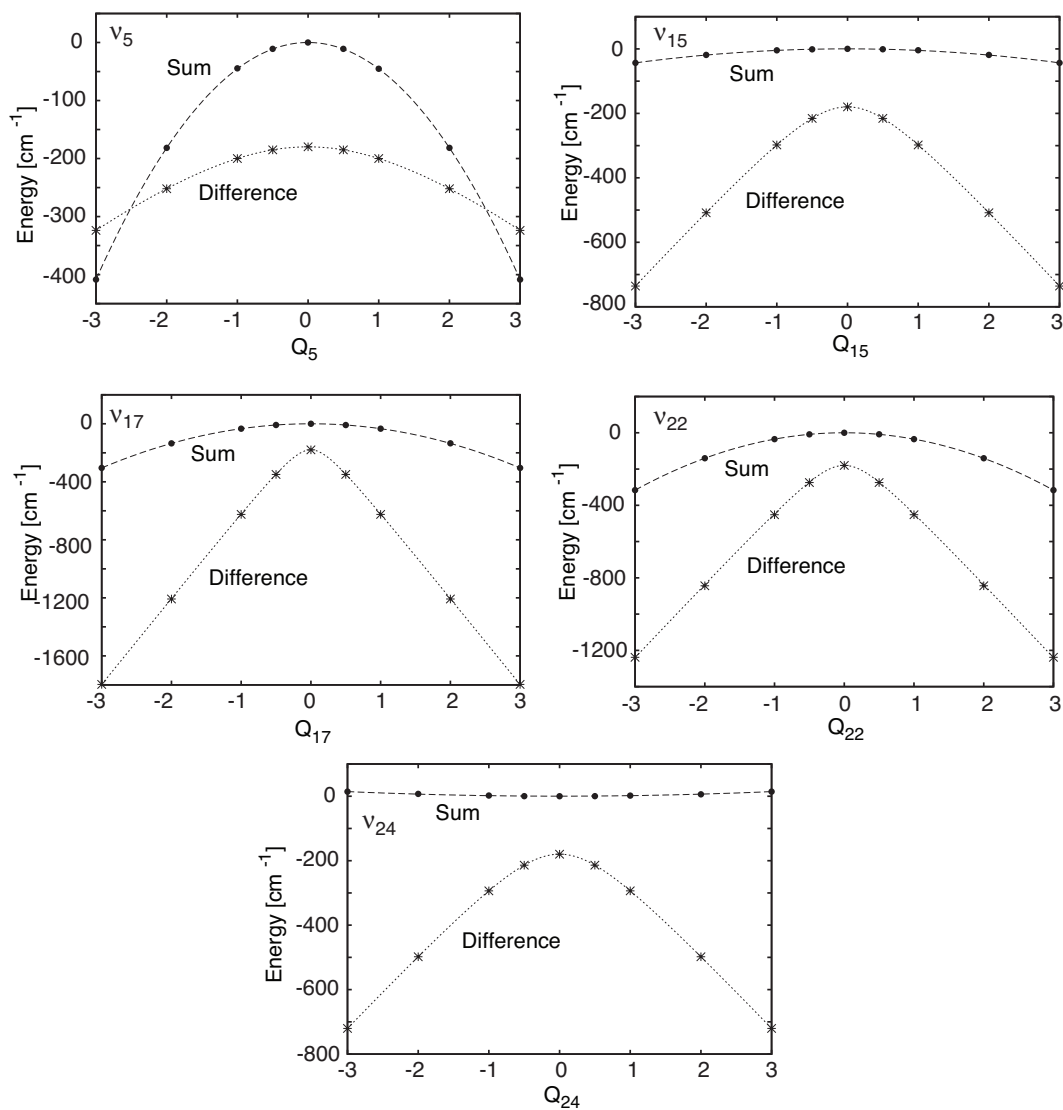 ν5
0
-100
-200
-300
-400
Energy [cm -1]
Sum
Difference
-3 -2 -1 0 1 2 3
Q5
ν15
0
-200
-400
-600
-800
Energy [cm -1]
Sum
Difference
-3 -2 -1 0 1 2 3
Q15
ν17
0
-400
-800
-1200
-1600
Energy [cm -1]
Sum
Difference
-3 -2 -1 0 1 2 3
Q17
ν22
0
-400
-800
-1200
Energy [cm -1]
Sum
Difference
-3 -2 -1 0 1 2 3
Q22
ν24
0
-200
-400
-600
-800
Energy [cm -1]
Sum
Difference
-3 -2 -1 0 1 2 3
Q24